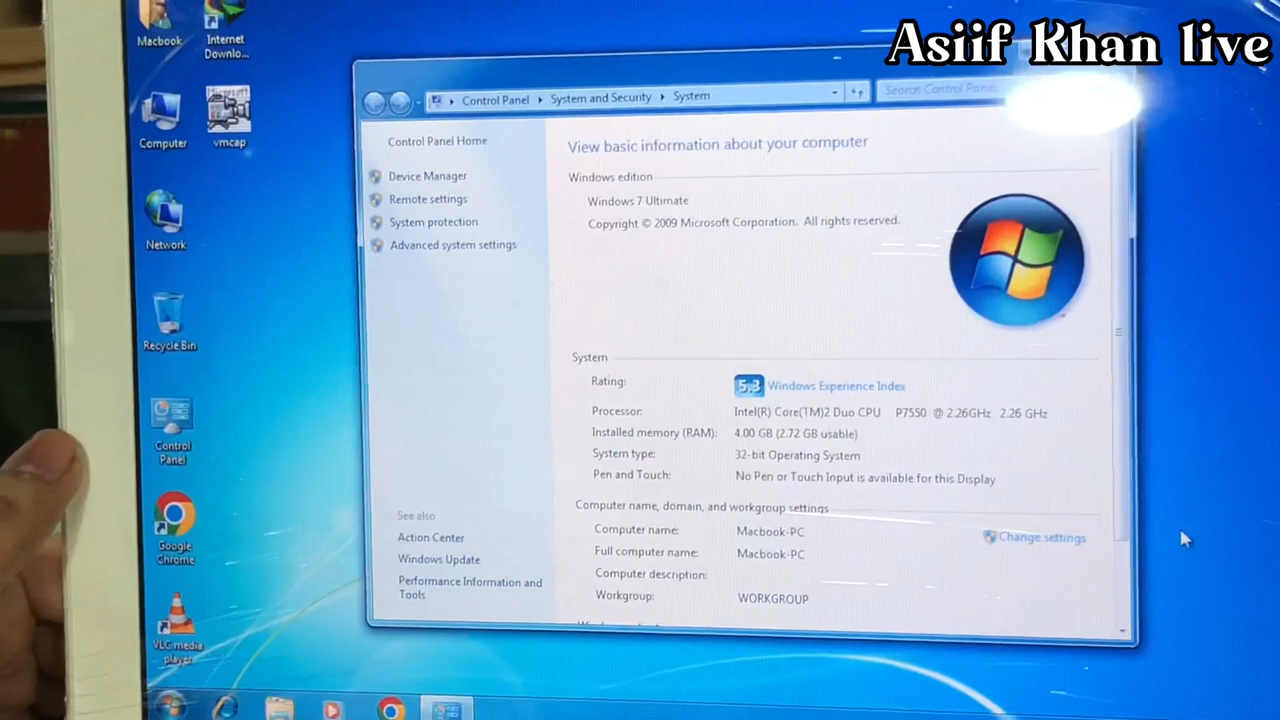 Asiif Khan live
Macbook
Internet
Downlo...
Computer
Microsoft
vmcap
Network
Recycle Bin
Control
Panel
Google
Chrome
VLC media
player
Control Panel
System and Security
System
Search Control Panel
Control Panel Home
Device Manager
Remote settings
System protection
Advanced system settings
See also
Action Center
Windows Update
Performance Information and
Tools
View basic information about your computer
Windows edition
Windows 7 Ultimate
Copyright © 2009 Microsoft Corporation. All rights reserved.
System
Rating: 5.3 Windows Experience Index
Processor: Intel(R) Core(TM)2 Duo CPU P7550 @ 2.26GHz 2.26 GHz
Installed memory (RAM): 4.00 GB (2.72 GB usable)
System type: 32-bit Operating System
Pen and Touch: No Pen or Touch Input is available for this Display
Computer name, domain, and workgroup settings
Computer name: Macbook-PC
Change settings
Full computer name: Macbook-PC
Computer description:
Workgroup: WORKGROUP